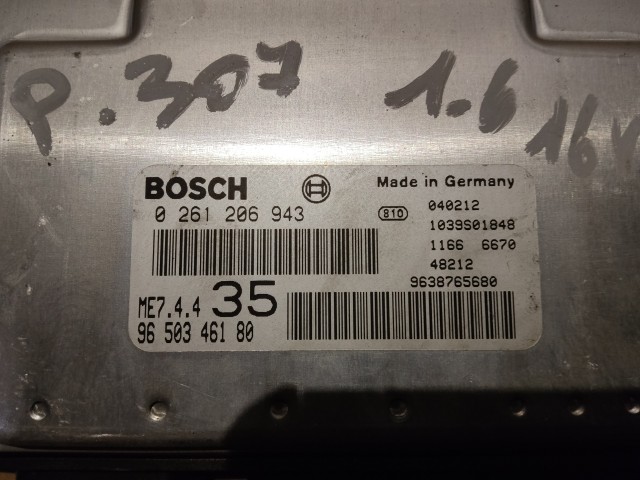 P.307 1.6 16V
BOSCH
Made in Germany
0 261 206 943
810
040212
1039S01848
1166 6670
48212
9638765680
ME7.4.4 35
96 503 461 80